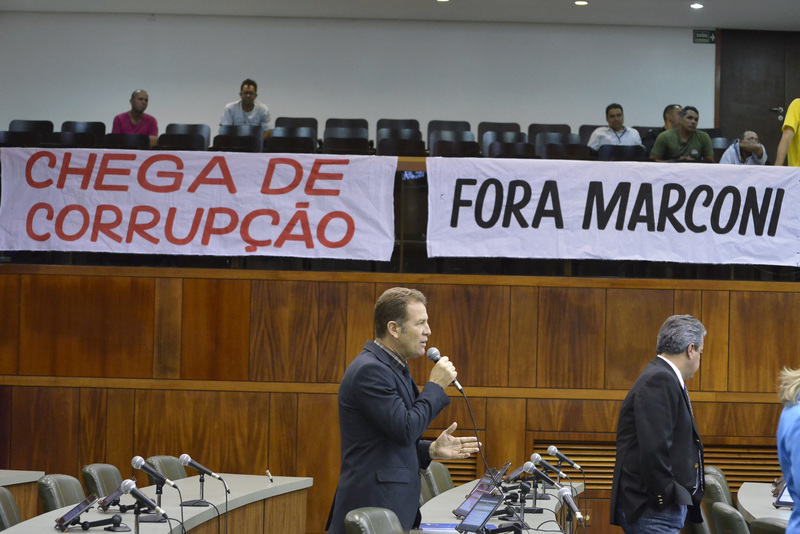 CHEGA DE
CORRUPÇÃO
FORA MARCONI